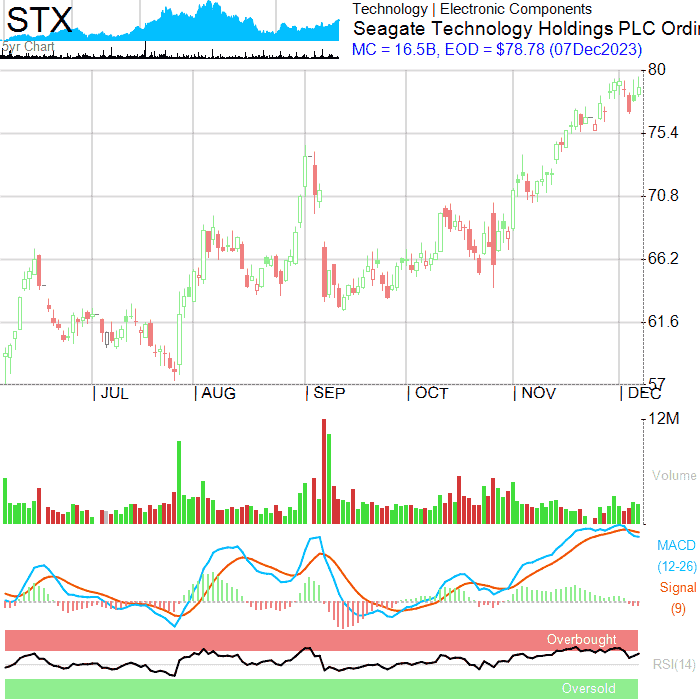 STX
5yr Chart
Technology | Electronic Components
Seagate Technology Holdings PLC Ordi
MC = 16.5B, EOD = $78.78 (07Dec2023)
80
75.4
70.8
66.2
61.6
57
JUL
AUG
SEP
OCT
NOV
DEC
12M
Volume
MACD
(12-26)
Signal
(9)
Overbought
RSI(14)
Oversold